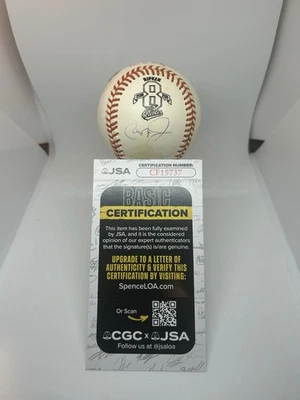 RIPKEN
8
JSA
CERTIFICATION NUMBER:
CF15737
BASIC
CERTIFICATION
This item has been fully examined
by JSA, and it is the considered
opinion of our expert authenticators
that the signature(s) is/are genuine.
UPGRADE TO A LETTER OF
AUTHENTICITY & VERIFY THIS
CERTIFICATION BY VISITING:
SpenceLOA.com
Or Scan
CGC x JSA
Follow us at @jsaloa